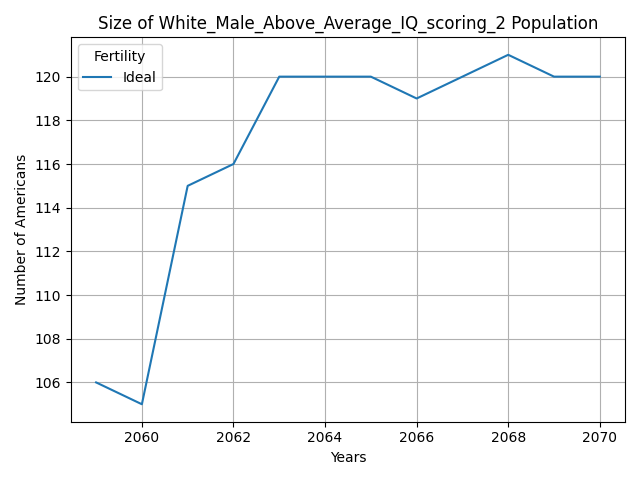 Size of White_Male_Above_Average_IQ_scoring_2 Population
Fertility
Ideal
Number of Americans
120
118
116
114
112
110
108
106
2060 2062 2064 2066 2068 2070
Years